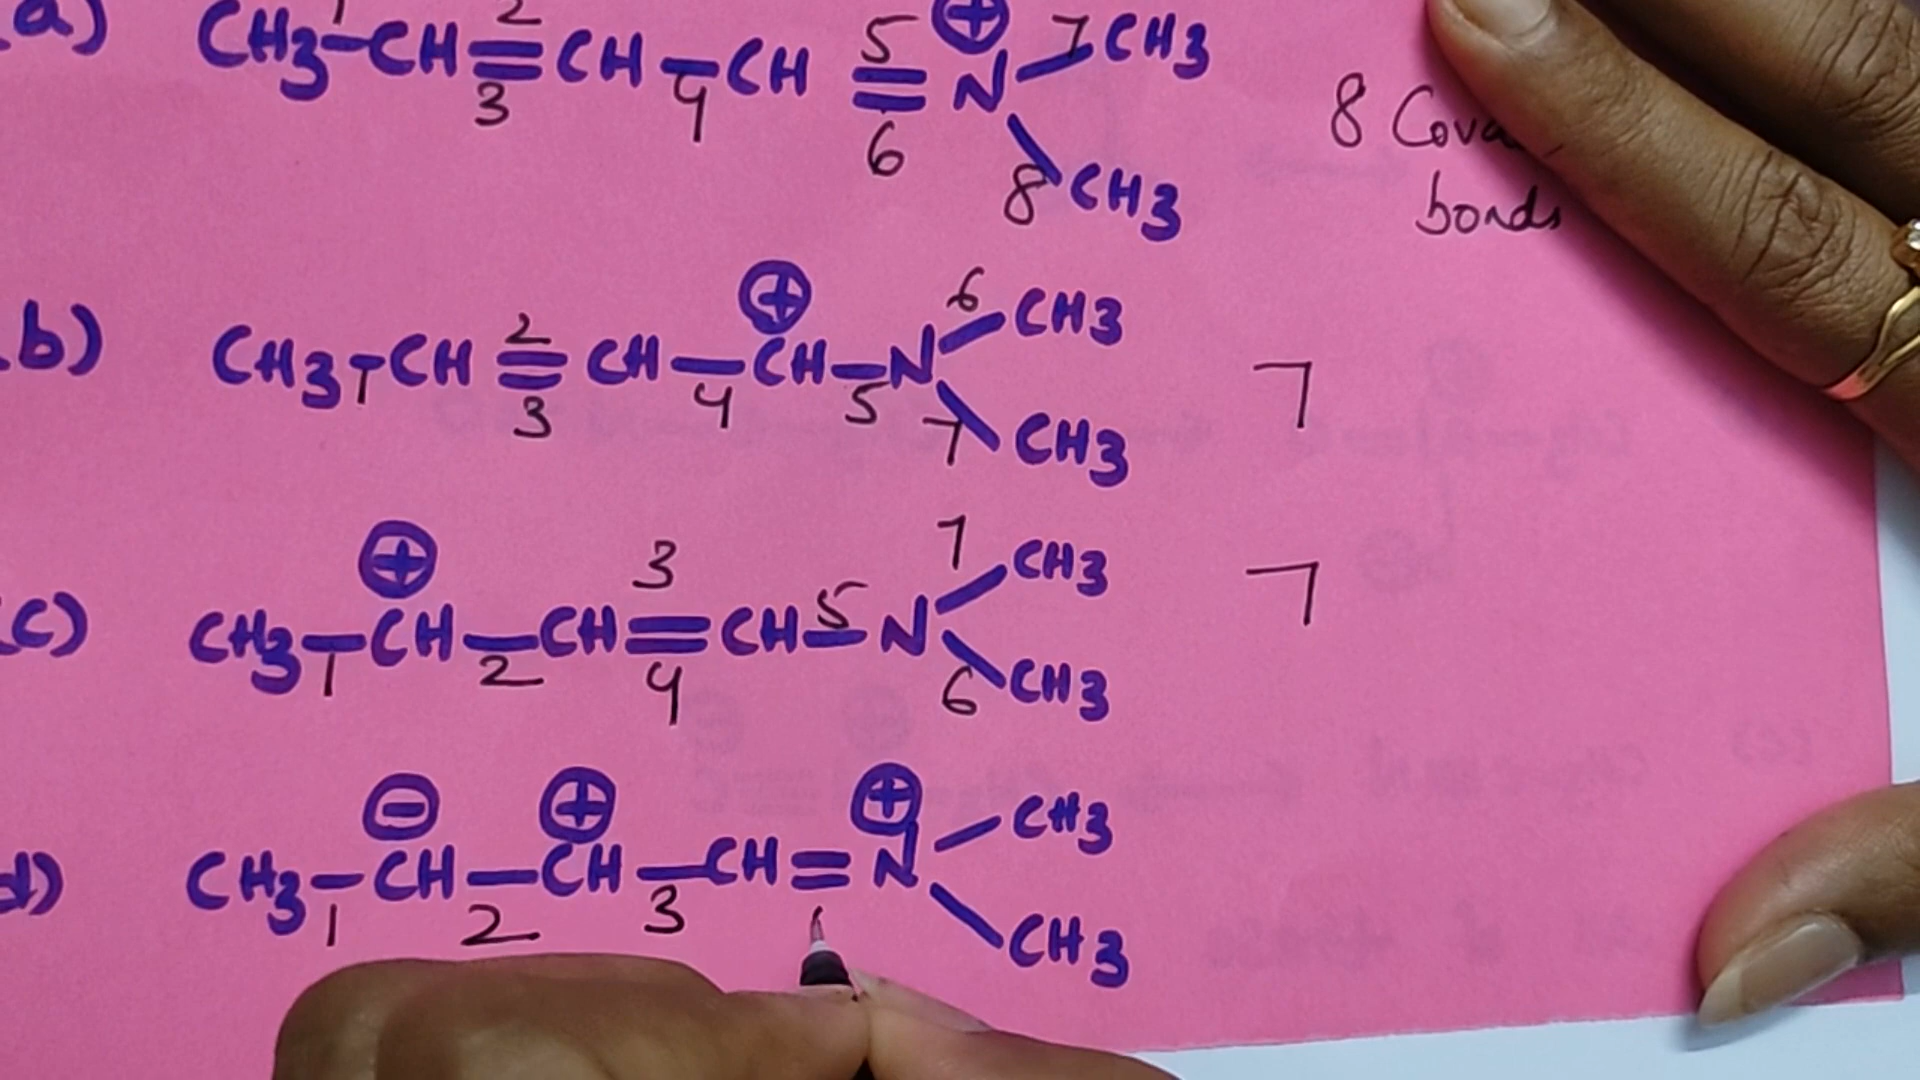 a) CH3-CH=CH-CH=N⊕ CH3
CH3
1 2 3 4 5 6 7 8
8 Cova
bonds
b) CH3-CH=CH-CH⊕-N CH3
CH3
1 2 3 4 5 6 7
7
c) CH3-CH⊕-CH=CH-N CH3
CH3
1 2 3 4 5 6 7
7
d) CH3-CH⊖-CH⊕-CH=N⊕ CH3
CH3
1 2 3